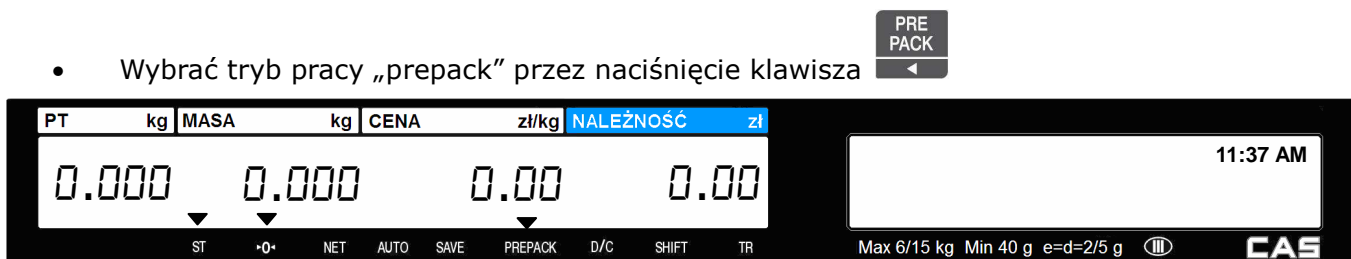 PRE
PACK
• Wybrać tryb pracy „prepack” przez naciśnięcie klawisza
PT kg MASA kg CENA zł/kg NALEŻNOŚĆ zł
11:37 AM
0.000 0.000 0.00 0.00
ST ▸0◂ NET AUTO SAVE PREPACK D/C SHIFT TR
Max 6/15 kg Min 40 g e=d=2/5 g III CAS